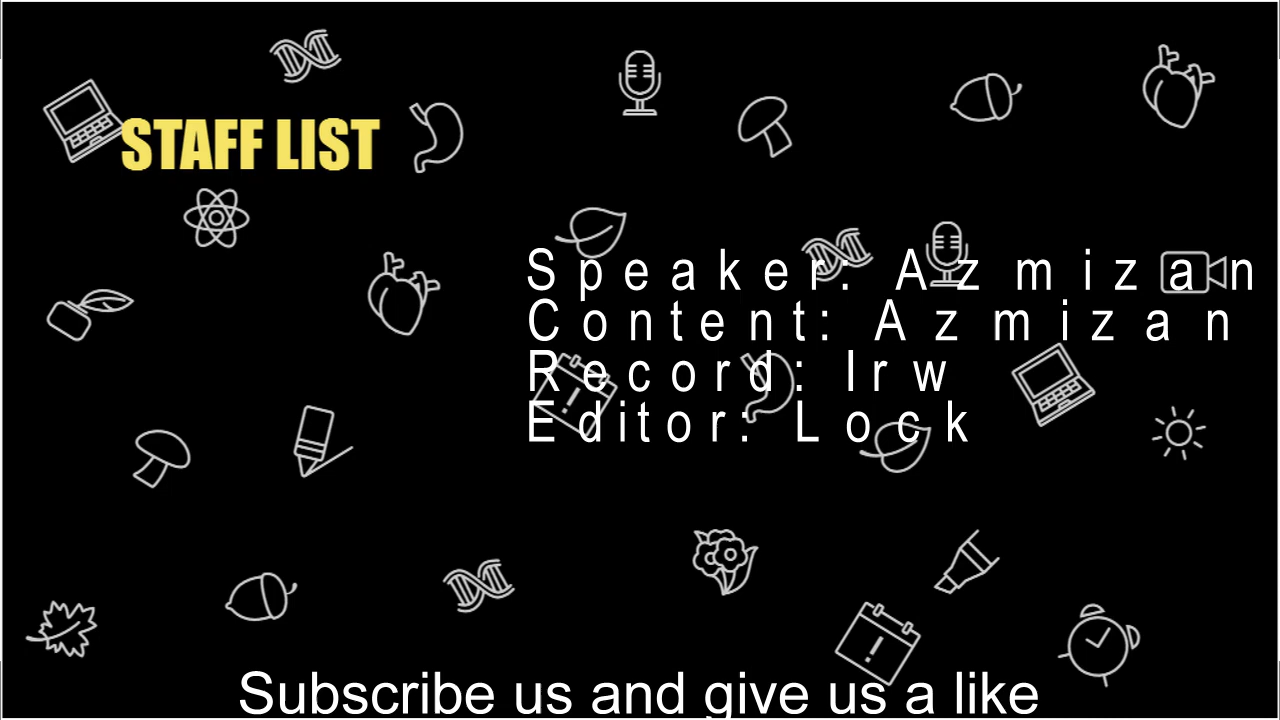 STAFF LIST
Speaker: Azmizan
Content: Azmizan
Record: Irw
Editor: Lock
Subscribe us and give us a like